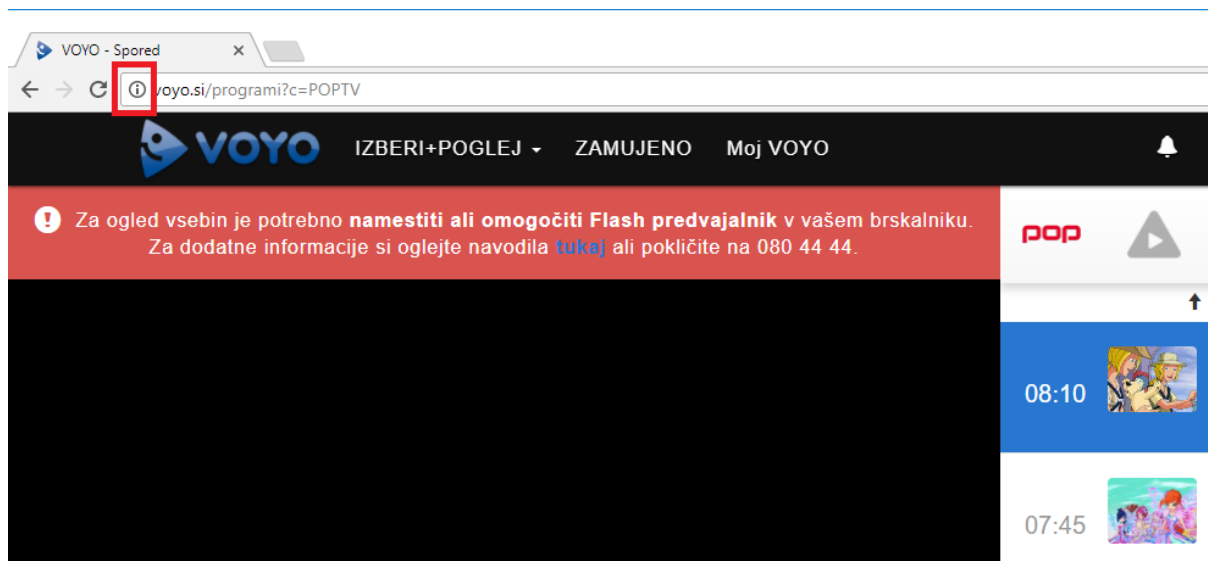 VOYO - Spored
voyo.si/programi?c=POPTV
VOYO IZBERI+POGLEJ ZAMUJENO Moj VOYO
Za ogled vsebin je potrebno namestiti ali omogočiti Flash predvajalnik v vašem brskalniku.
Za dodatne informacije si oglejte navodila tukaj ali pokličite na 080 44 44.
pop
08:10
07:45